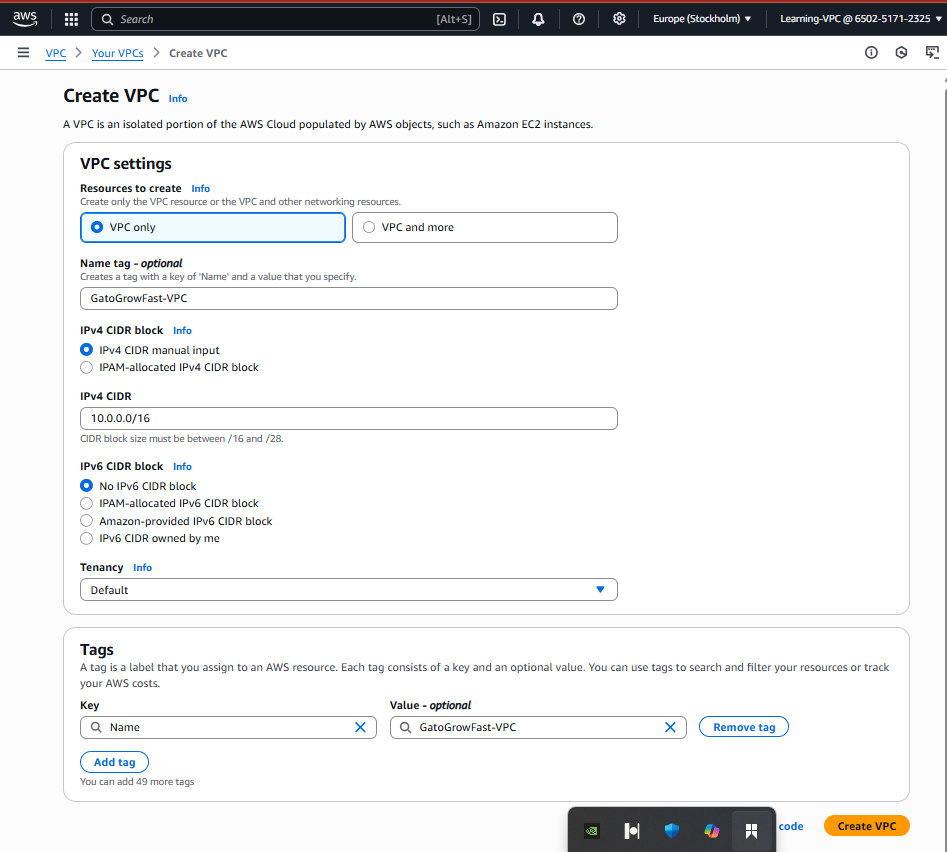 aws
Search [Alt+S] Europe (Stockholm) Learning-VPC @ 6502-5171-2325
VPC > Your VPCs > Create VPC
Create VPC Info
A VPC is an isolated portion of the AWS Cloud populated by AWS objects, such as Amazon EC2 instances.
VPC settings
Resources to create Info
Create only the VPC resource or the VPC and other networking resources.
VPC only VPC and more
Name tag - optional
Creates a tag with a key of 'Name' and a value that you specify.
GatoGrowFast-VPC
IPv4 CIDR block Info
IPv4 CIDR manual input
IPAM-allocated IPv4 CIDR block
IPv4 CIDR
10.0.0.0/16
CIDR block size must be between /16 and /28.
IPv6 CIDR block Info
No IPv6 CIDR block
IPAM-allocated IPv6 CIDR block
Amazon-provided IPv6 CIDR block
IPv6 CIDR owned by me
Tenancy Info
Default
Tags
A tag is a label that you assign to an AWS resource. Each tag consists of a key and an optional value. You can use tags to search and filter your resources or track
your AWS costs.
Key Value - optional
Name GatoGrowFast-VPC Remove tag
Add tag
You can add 49 more tags
code Create VPC